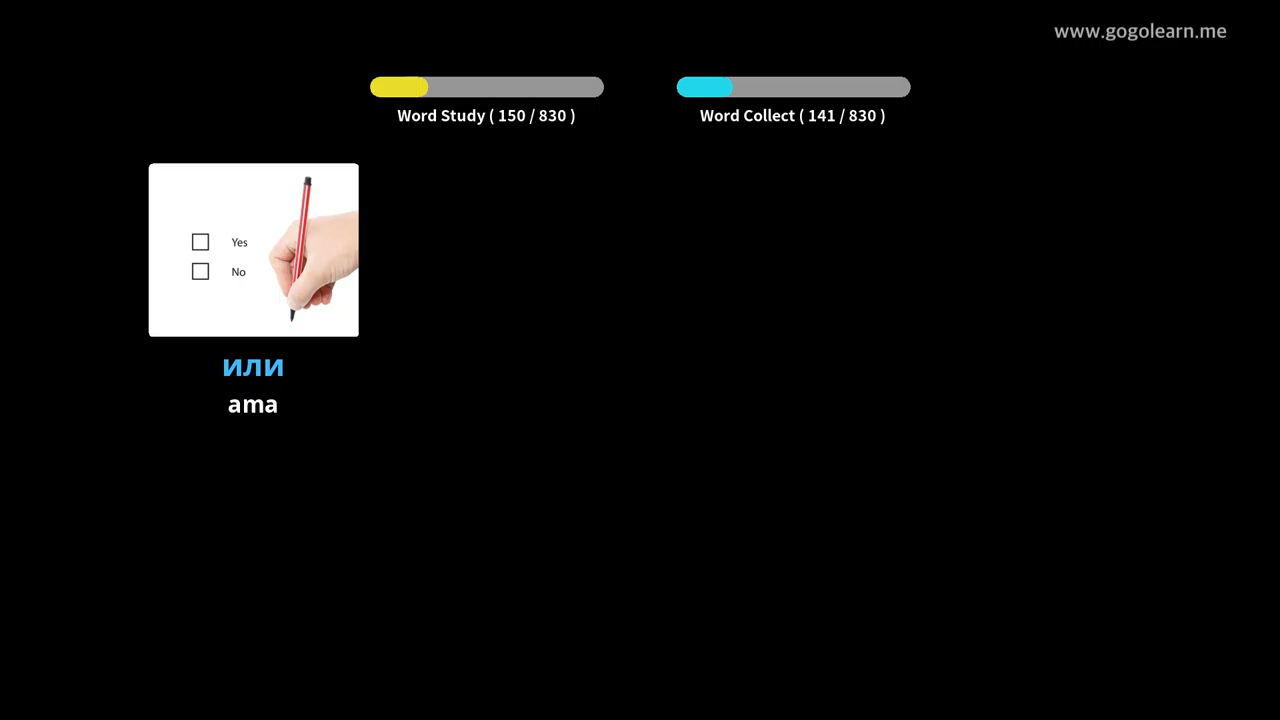 www.gogolearn.me
Word Study ( 150 / 830 )
Word Collect ( 141 / 830 )
Yes
No
или
ama